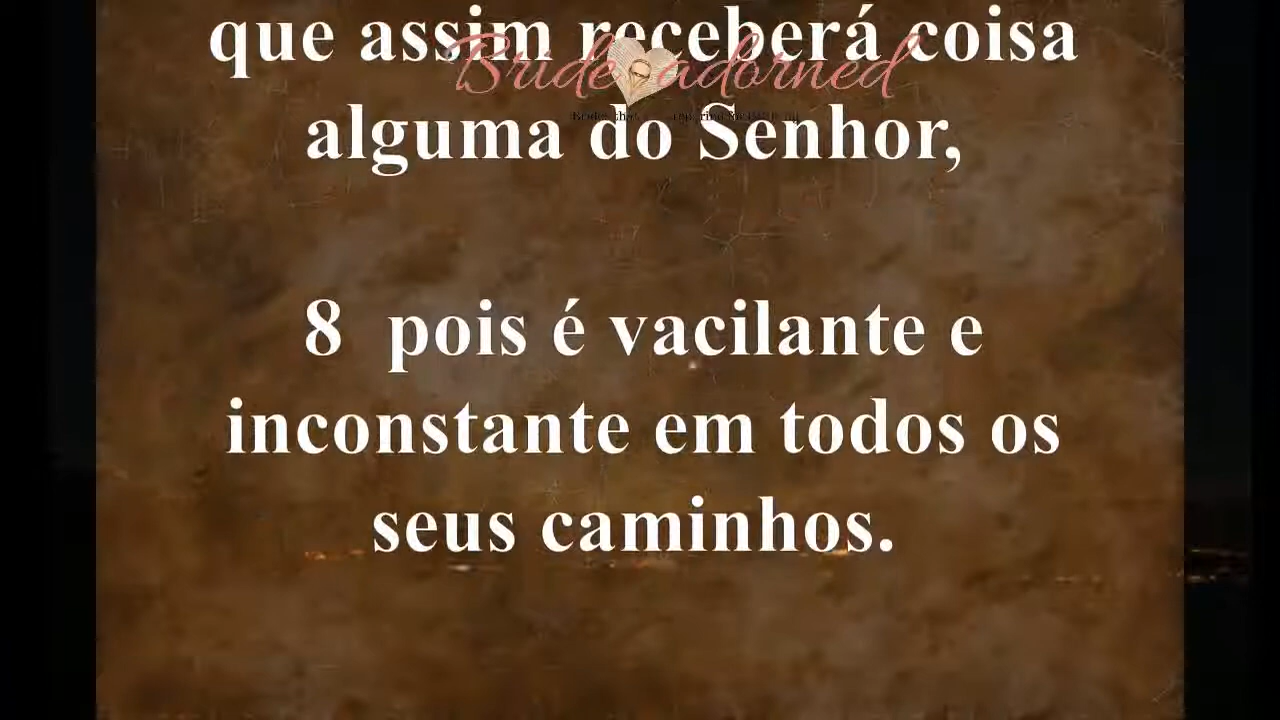 que assim receberá coisa
Bride adorned
alguma do Senhor,
8 pois é vacilante e
inconstante em todos os
seus caminhos.